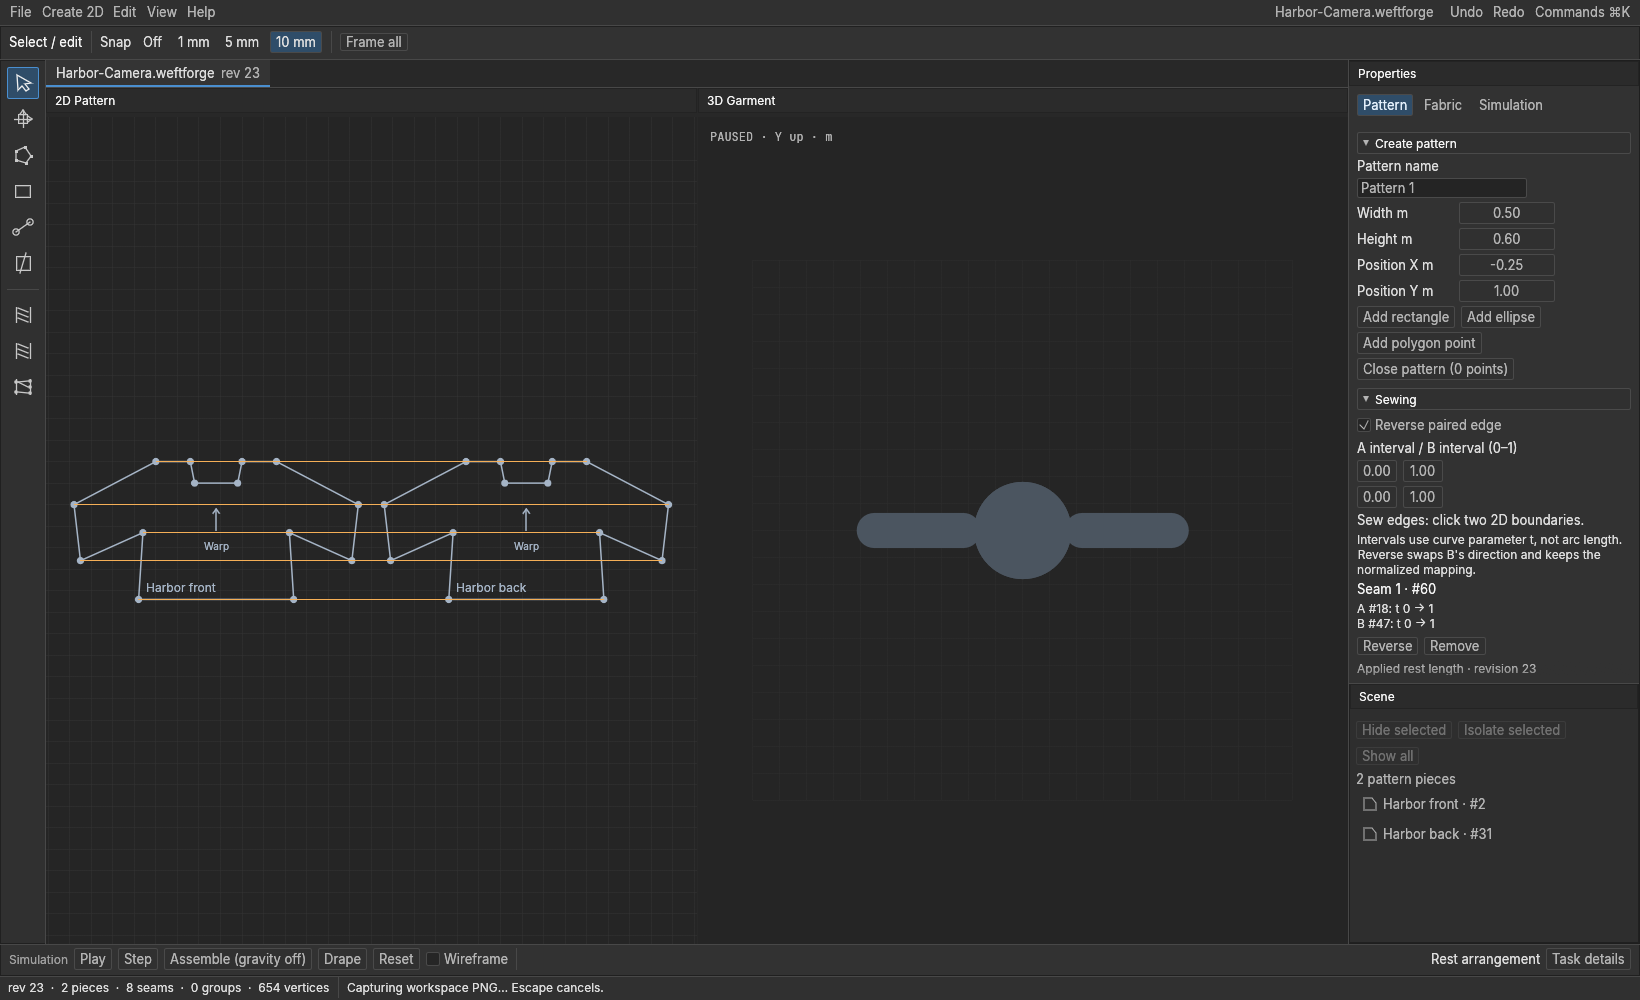 File Create 2D Edit View Help Harbor-Camera.weftforge Undo Redo Commands ⌘K
Select / edit Snap Off 1 mm 5 mm 10 mm Frame all
Harbor-Camera.weftforge rev 23
2D Pattern
3D Garment
PAUSED · Y up · m
Warp
Warp
Harbor front
Harbor back
Properties
Pattern Fabric Simulation
▼ Create pattern
Pattern name
Pattern 1
Width m 0.50
Height m 0.60
Position X m -0.25
Position Y m 1.00
Add rectangle Add ellipse
Add polygon point
Close pattern (0 points)
▼ Sewing
Reverse paired edge
A interval / B interval (0–1)
0.00 1.00
0.00 1.00
Sew edges: click two 2D boundaries.
Intervals use curve parameter t, not arc length.
Reverse swaps B's direction and keeps the
normalized mapping.
Seam 1 · #60
A #18: t 0 → 1
B #47: t 0 → 1
Reverse Remove
Applied rest length · revision 23
Scene
Hide selected Isolate selected
Show all
2 pattern pieces
Harbor front · #2
Harbor back · #31
Simulation Play Step Assemble (gravity off) Drape Reset Wireframe Rest arrangement Task details
rev 23 · 2 pieces · 8 seams · 0 groups · 654 vertices Capturing workspace PNG... Escape cancels.